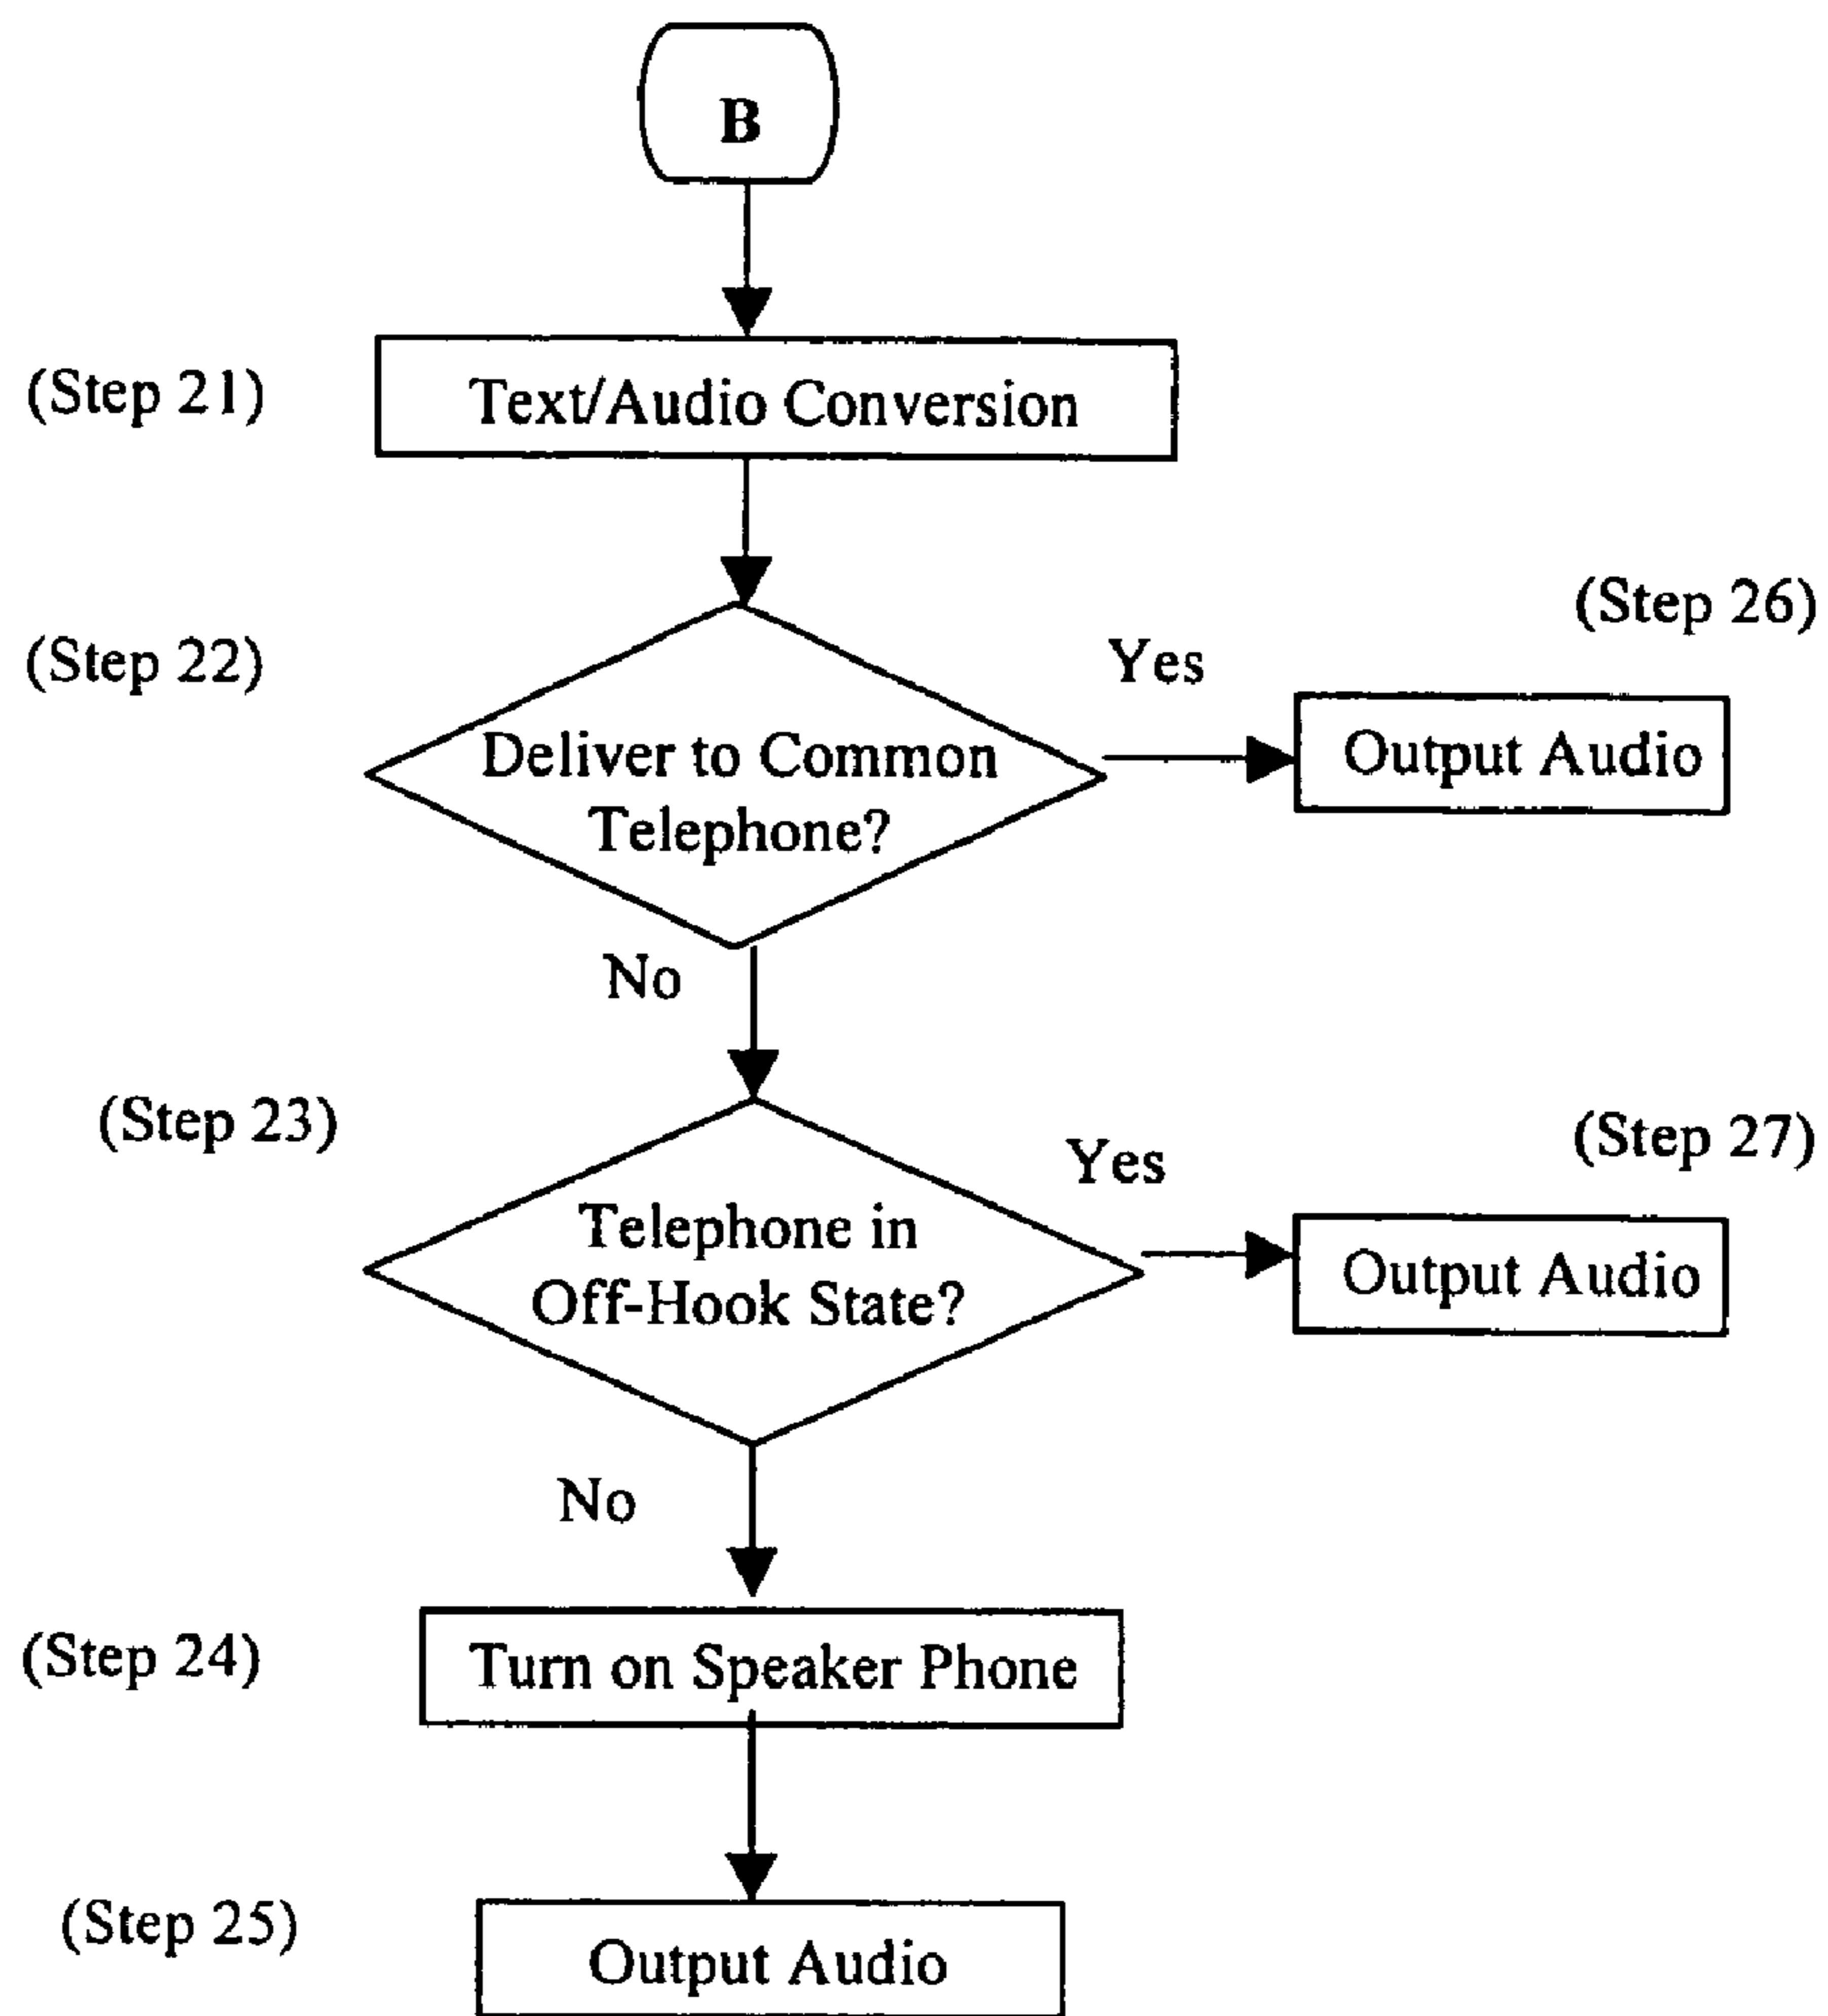 B
(Step 21)
Text/Audio Conversion
(Step 26)
(Step 22)
Yes
Output Audio
Deliver to Common
Telephone?
No
(Step 23)
(Step 27)
Yes
Telephone in
Off-Hook State?
Output Audio
No
(Step 24)
Turn on Speaker Phone
(Step 25)
Output Audio